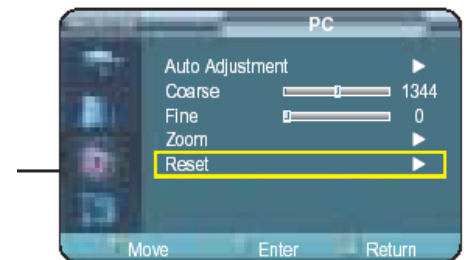 PC
Auto Adjustment
Coarse 1344
Fine 0
Zoom
Reset
Move Enter Return